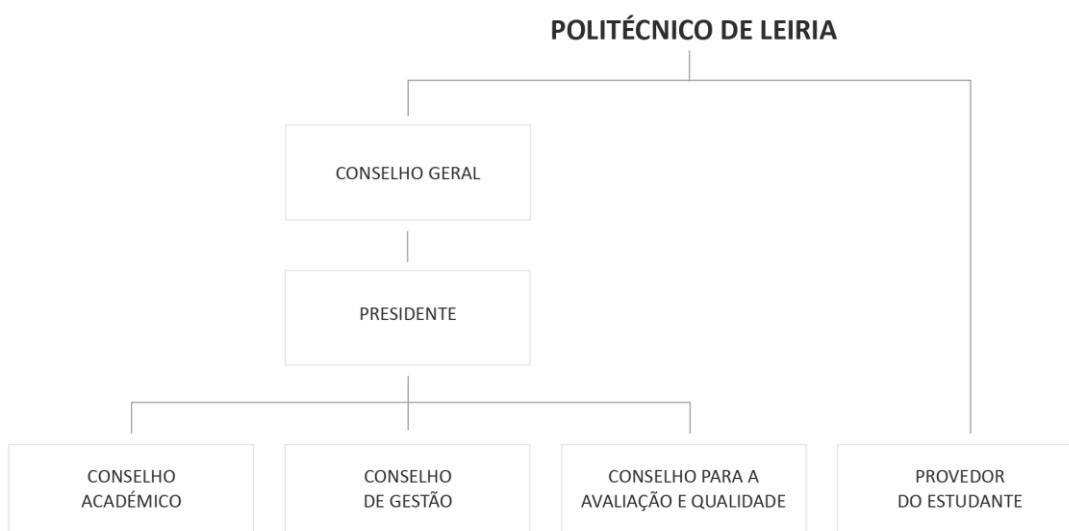 POLITÉCNICO DE LEIRIA
CONSELHO GERAL
PRESIDENTE
CONSELHO
ACADÉMICO
CONSELHO
DE GESTÃO
CONSELHO PARA A
AVALIAÇÃO E QUALIDADE
PROVEDOR
DO ESTUDANTE